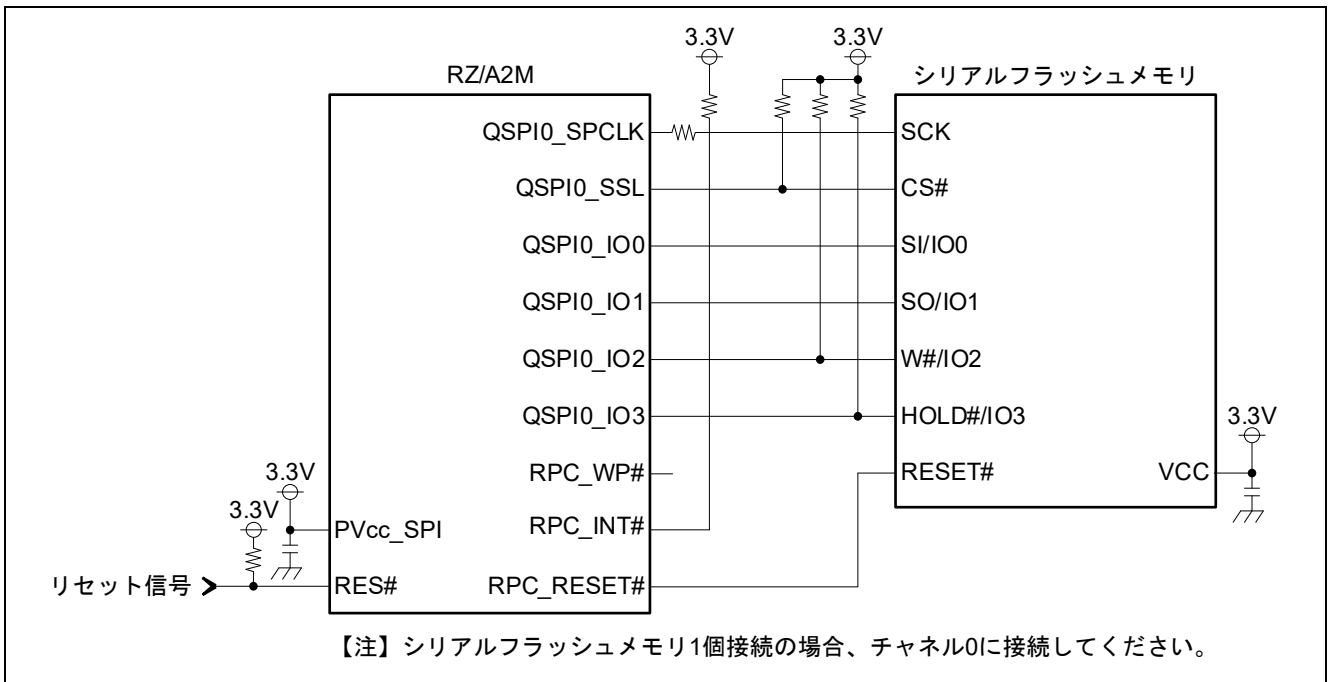 3.3V
3.3V
RZ/A2M
シリアルフラッシュメモリ
QSPI0_SPCLK
SCK
QSPI0_SSL
CS#
QSPI0_IO0
SI/IO0
QSPI0_IO1
SO/IO1
QSPI0_IO2
W#/IO2
QSPI0_IO3
HOLD#/IO3
3.3V
RPC_WP#
RESET#
VCC
3.3V
3.3V
PVcc_SPI
RPC_INT#
リセット信号
RES#
RPC_RESET#
【注】シリアルフラッシュメモリ1個接続の場合、チャネル0に接続してください。